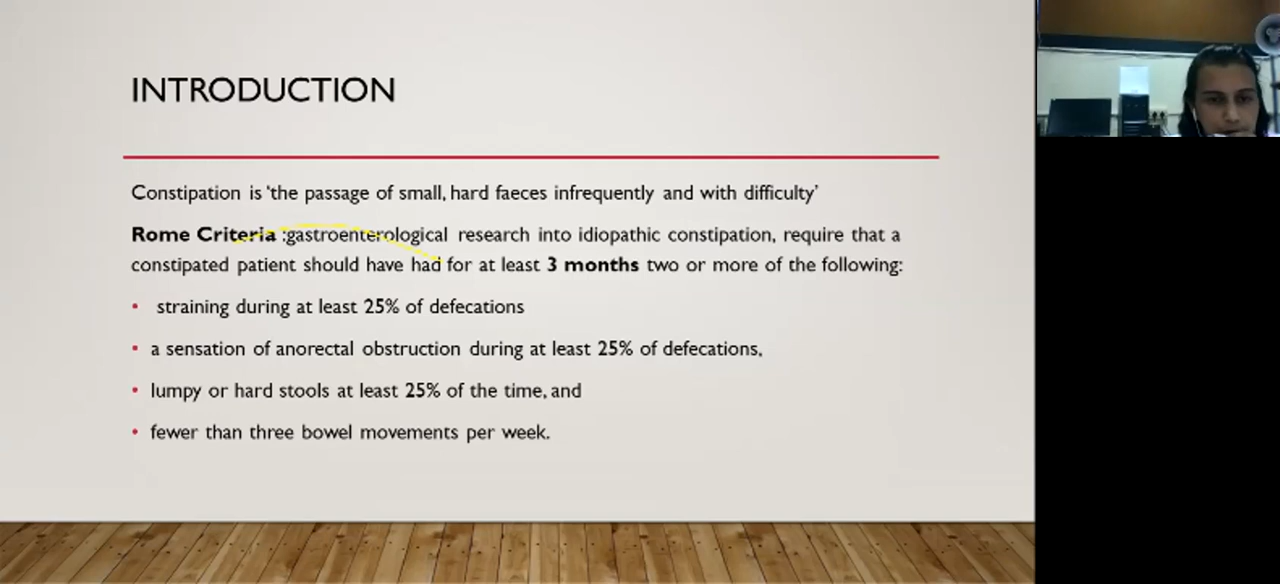 INTRODUCTION
Constipation is ‘the passage of small, hard faeces infrequently and with difficulty’
Rome Criteria :gastroenterological research into idiopathic constipation, require that a
constipated patient should have had for at least 3 months two or more of the following:
• straining during at least 25% of defecations
• a sensation of anorectal obstruction during at least 25% of defecations,
• lumpy or hard stools at least 25% of the time, and
• fewer than three bowel movements per week.